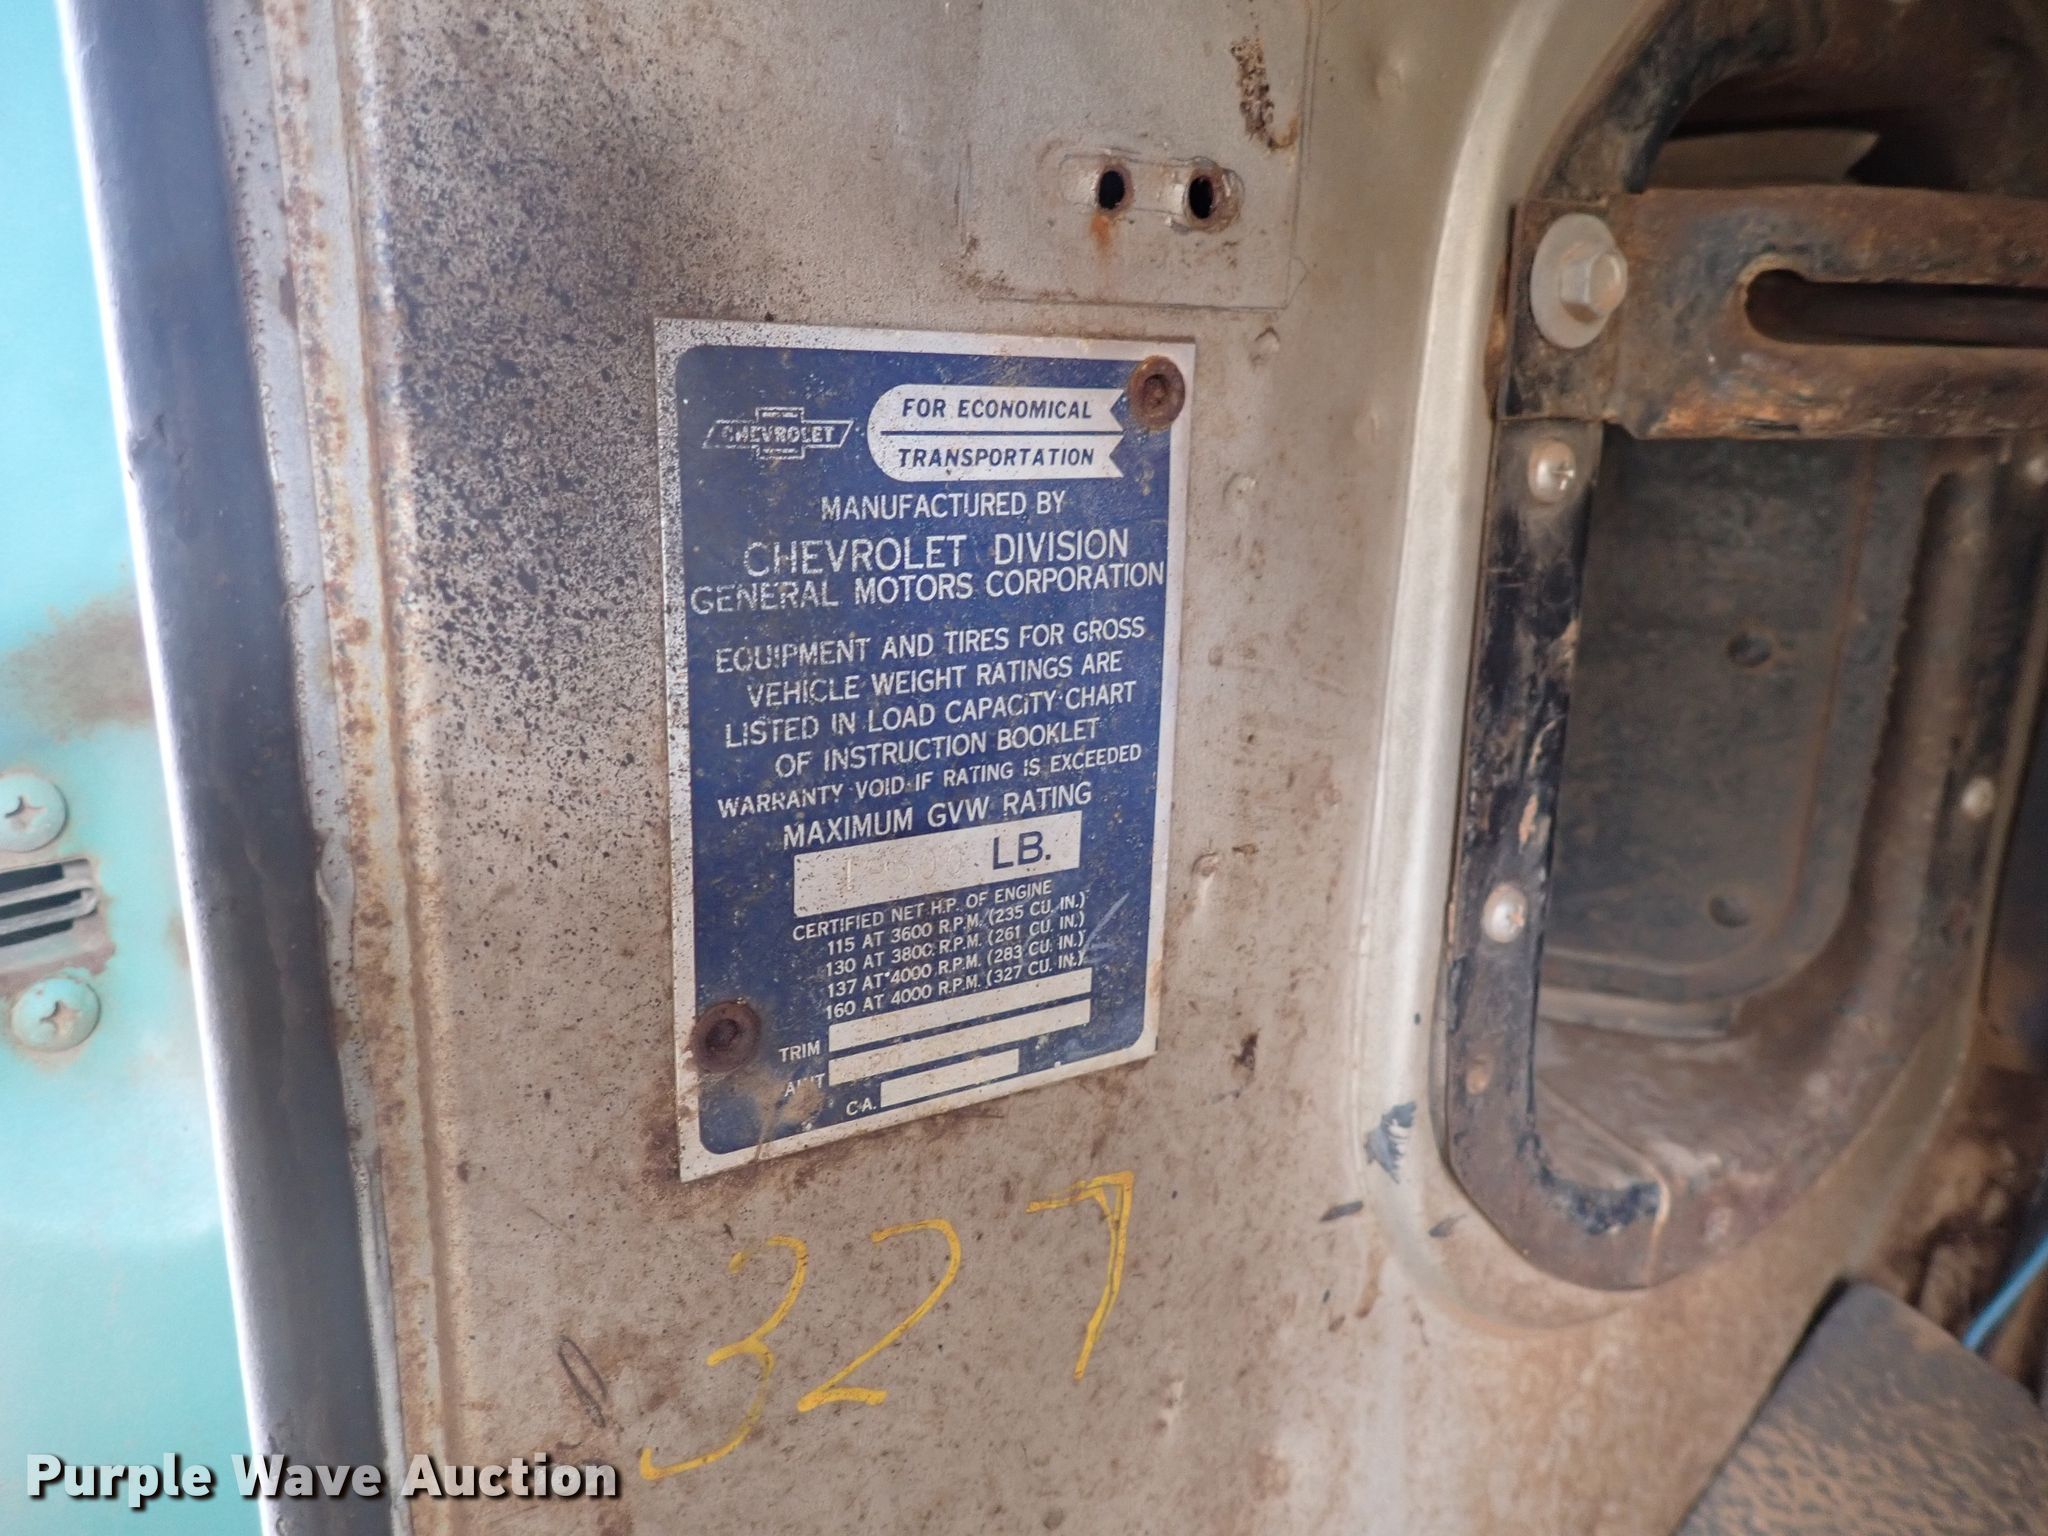 CHEVROLET
FOR ECONOMICAL
TRANSPORTATION
MANUFACTURED BY
CHEVROLET DIVISION
GENERAL MOTORS CORPORATION
EQUIPMENT AND TIRES FOR GROSS
VEHICLE WEIGHT RATINGS ARE
LISTED IN LOAD CAPACITY CHART
OF INSTRUCTION BOOKLET
WARRANTY VOID IF RATING IS EXCEEDED
MAXIMUM GVW RATING
LB.
CERTIFIED NET H.P. OF ENGINE
115 AT 3600 R.P.M. (235 CU. IN.)
130 AT 3800 R.P.M. (261 CU. IN.)
137 AT 4000 R.P.M. (283 CU. IN.)
160 AT 4000 R.P.M. (327 CU. IN.)
TRIM
C.A.
327
Purple Wave Auction